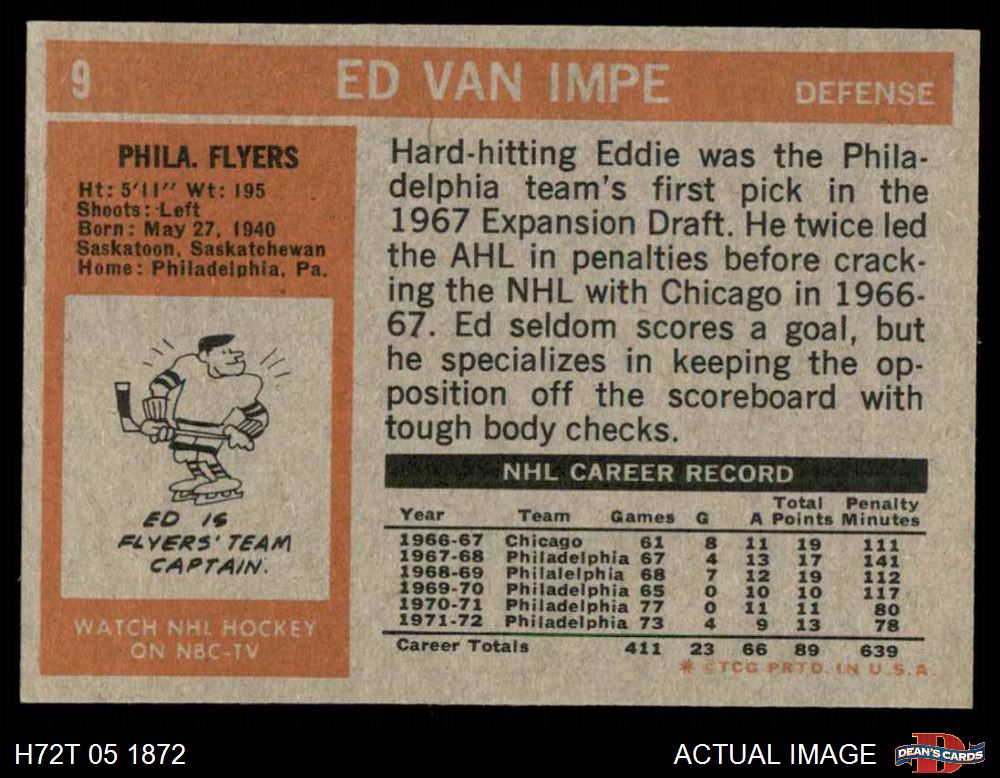 9 ED VAN IMPE DEFENSE
PHILA. FLYERS
Ht: 5'11" Wt: 195
Shoots: Left
Born: May 27, 1940
Saskatoon, Saskatchewan
Home: Philadelphia, Pa.
ED IS
FLYERS' TEAM
CAPTAIN.
WATCH NHL HOCKEY
ON NBC-TV
Hard-hitting Eddie was the Phila-
delphia team's first pick in the
1967 Expansion Draft. He twice led
the AHL in penalties before crack-
ing the NHL with Chicago in 1966-
67. Ed seldom scores a goal, but
he specializes in keeping the op-
position off the scoreboard with
tough body checks.
NHL CAREER RECORD
Total Penalty
Year Team Games G A Points Minutes
1966-67 Chicago 61 8 11 19 111
1967-68 Philadelphia 67 4 13 17 141
1968-69 Philalelphia 68 7 12 19 112
1969-70 Philadelphia 65 0 10 10 117
1970-71 Philadelphia 77 0 11 11 80
1971-72 Philadelphia 73 4 9 13 78
Career Totals 411 23 66 89 639
* ©TCG PRTD. IN U.S.A.
H72T 05 1872 ACTUAL IMAGE DEAN'S CARDS